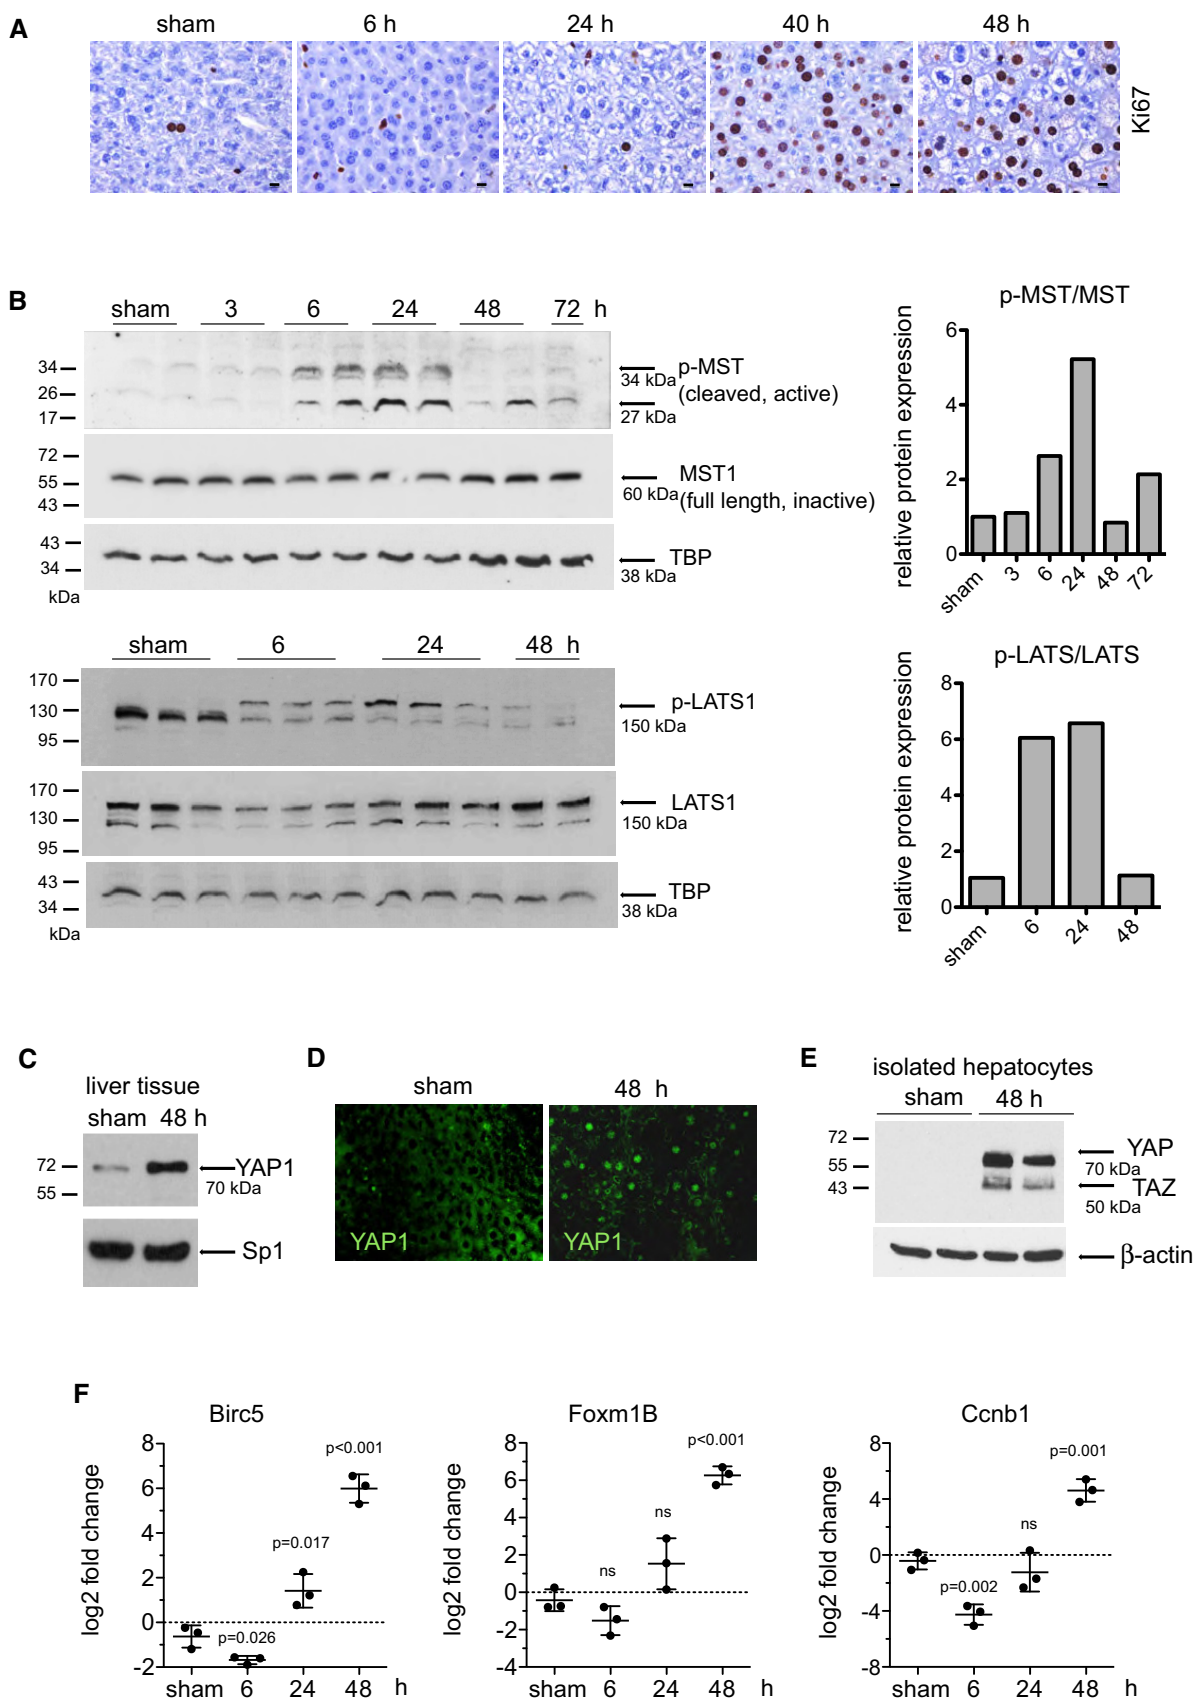 A
sham 6 h 24 h 40 h 48 h
Ki67
B
sham 3 6 24 48 72 h
34
26
17
p-MST
34 kDa
(cleaved, active)
27 kDa
72
55
43
MST1
60 kDa
(full length, inactive)
43
34
kDa
TBP
38 kDa
p-MST/MST
relative protein expression
6
4
2
0
sham 3 6 24 48 72
sham 6 24 48 h
170
130
95
p-LATS1
150 kDa
170
130
95
LATS1
150 kDa
43
34
kDa
TBP
38 kDa
p-LATS/LATS
relative protein expression
8
6
4
2
0
sham 6 24 48
C
liver tissue
sham 48 h
72
55
YAP1
70 kDa
Sp1
D
sham 48 h
YAP1 YAP1
E
isolated hepatocytes
sham 48 h
72
55
43
YAP
70 kDa
TAZ
50 kDa
β-actin
F
Birc5
log2 fold change
8
6
4
2
0
-2
p=0.026
p=0.017
p<0.001
sham 6 24 48 h
Foxm1B
log2 fold change
8
6
4
2
0
-2
-4
ns
ns
p<0.001
sham 6 24 48 h
Ccnb1
log2 fold change
8
4
0
-4
-8
p=0.002
ns
p=0.001
sham 6 24 48 h